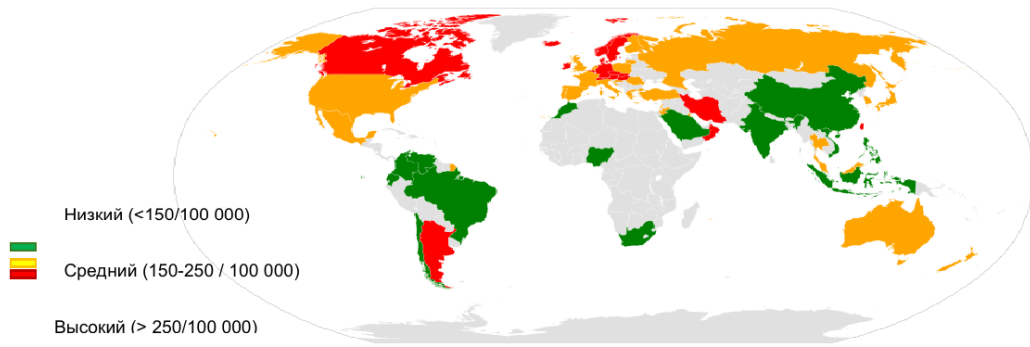 Низкий (<150/100 000)
Средний (150-250 / 100 000)
Высокий (> 250/100 000)